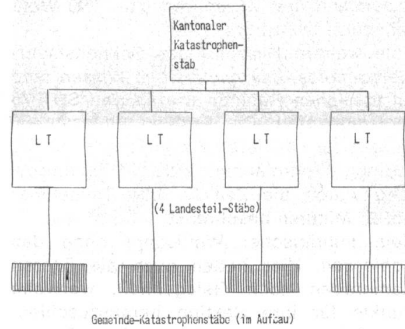 Kantonaler
Katastrophen-
stab
L T
L T
L T
L T
(4 Landesteil-Stäbe)
Gemeinde-Katastrophenstäbe (im Aufbau)